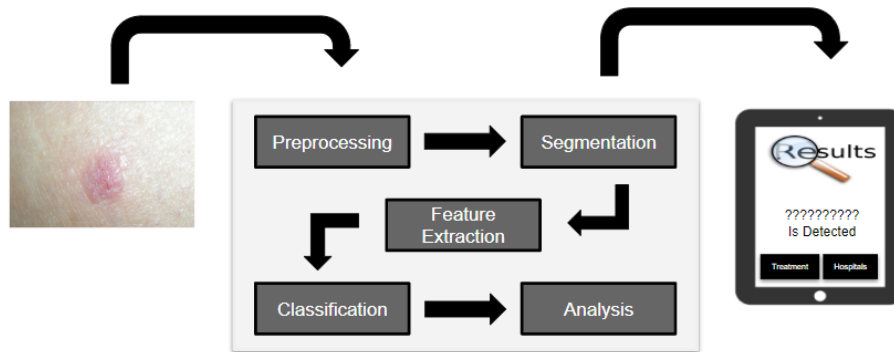 Preprocessing
Segmentation
Feature
Extraction
Classification
Analysis
Results
??????????
Is Detected
Treatment
Hospitals